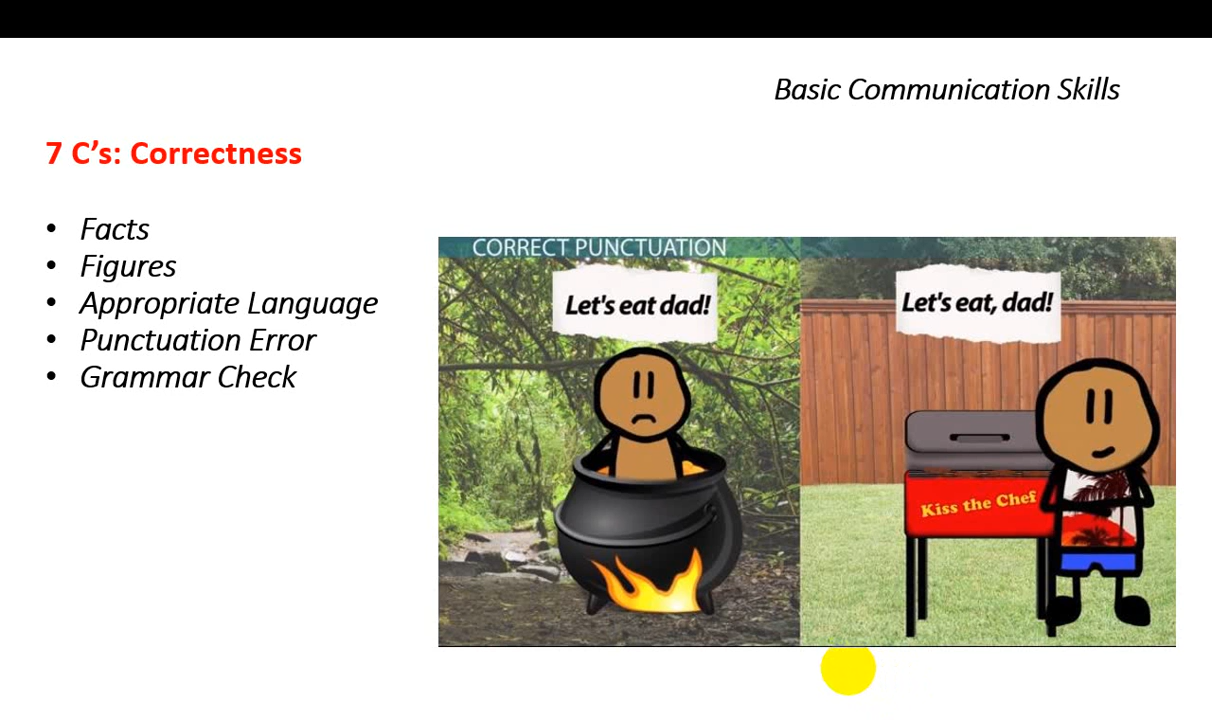 Basic Communication Skills
7 C’s: Correctness
• Facts
• Figures
• Appropriate Language
• Punctuation Error
• Grammar Check
CORRECT PUNCTUATION
Let's eat dad!
Let's eat, dad!
Kiss the Chef